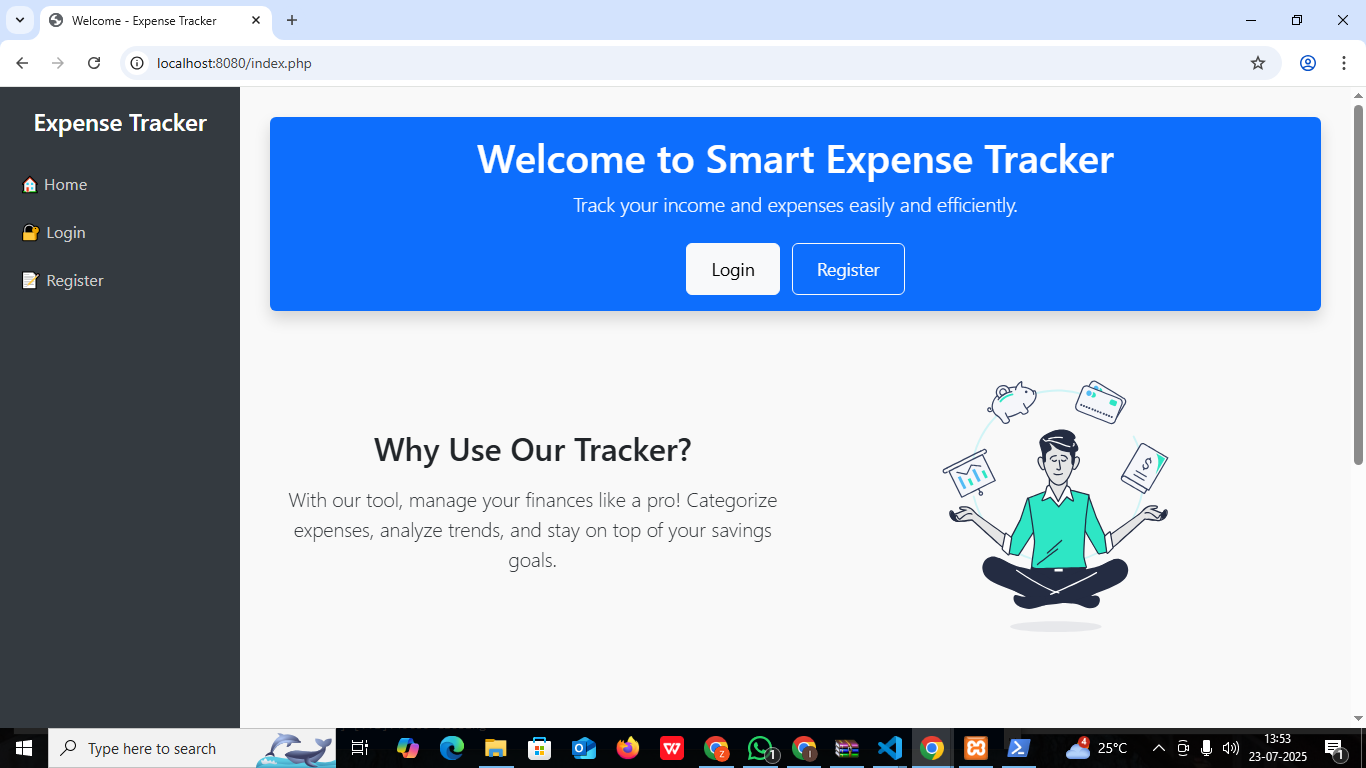 Welcome - Expense Tracker
localhost:8080/index.php
Expense Tracker
Home
Login
Register
Welcome to Smart Expense Tracker
Track your income and expenses easily and efficiently.
Login Register
Why Use Our Tracker?
With our tool, manage your finances like a pro! Categorize
expenses, analyze trends, and stay on top of your savings
goals.
$
Type here to search
Z
1
I
4
25°C
13:53
23-07-2025
1